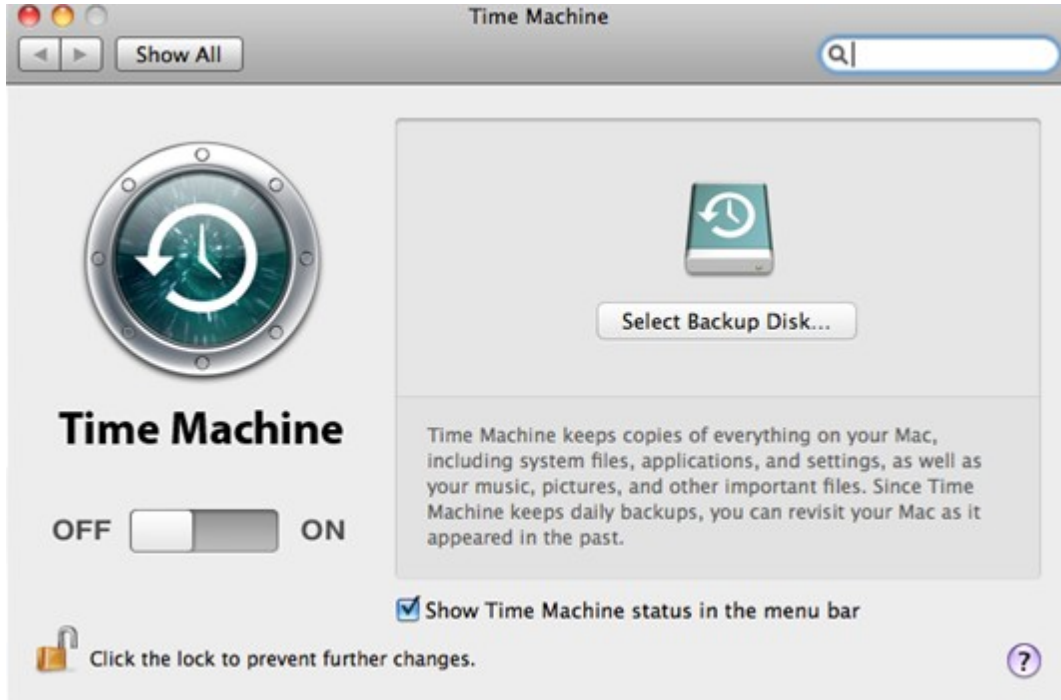 Time Machine
Show All
Select Backup Disk...
Time Machine
Time Machine keeps copies of everything on your Mac,
including system files, applications, and settings, as well as
your music, pictures, and other important files. Since Time
Machine keeps daily backups, you can revisit your Mac as it
appeared in the past.
OFF ON
Show Time Machine status in the menu bar
Click the lock to prevent further changes.
?